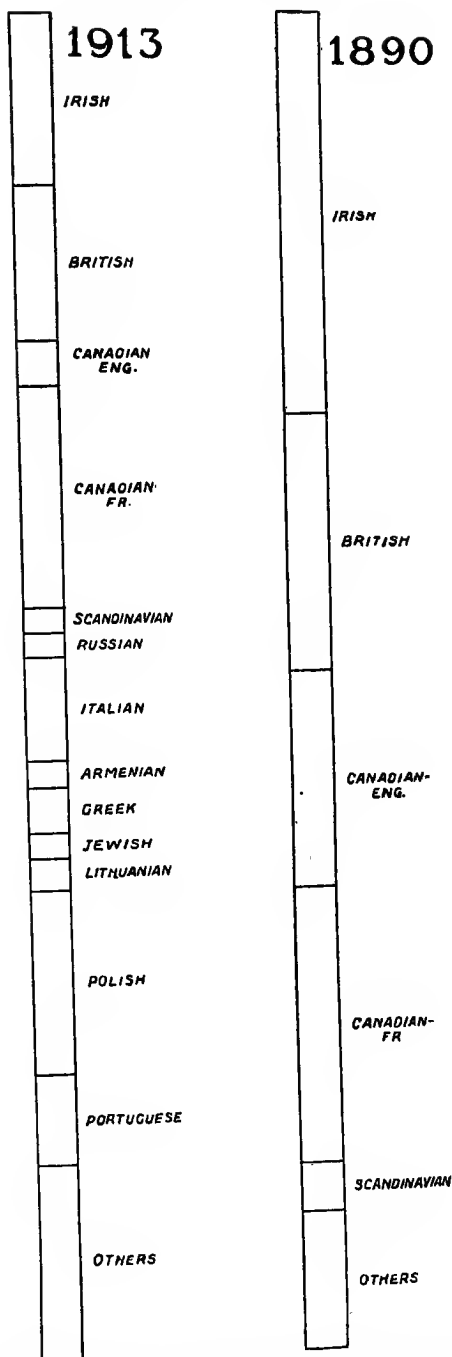 1913
IRISH
BRITISH
CANADIAN
ENG.
CANADIAN-
FR.
SCANDINAVIAN
RUSSIAN
ITALIAN
ARMENIAN
GREEK
JEWISH
LITHUANIAN
POLISH
PORTUGUESE
OTHERS
1890
IRISH
BRITISH
CANADIAN-
ENG.
CANADIAN-
FR
SCANDINAVIAN
OTHERS